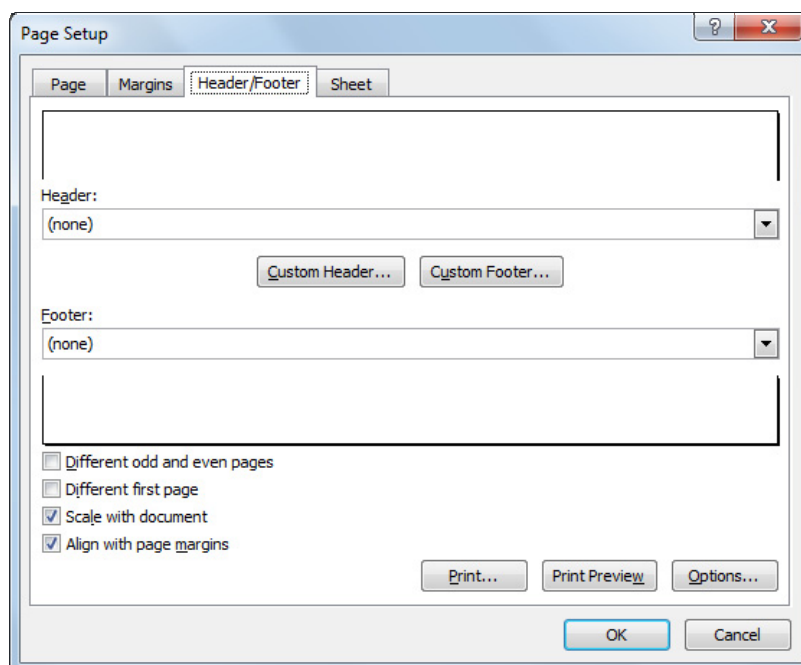 Page Setup
Page Margins Header/Footer Sheet
Header:
(none)
Custom Header... Custom Footer...
Footer:
(none)
Different odd and even pages
Different first page
Scale with document
Align with page margins
Print... Print Preview Options...
OK Cancel